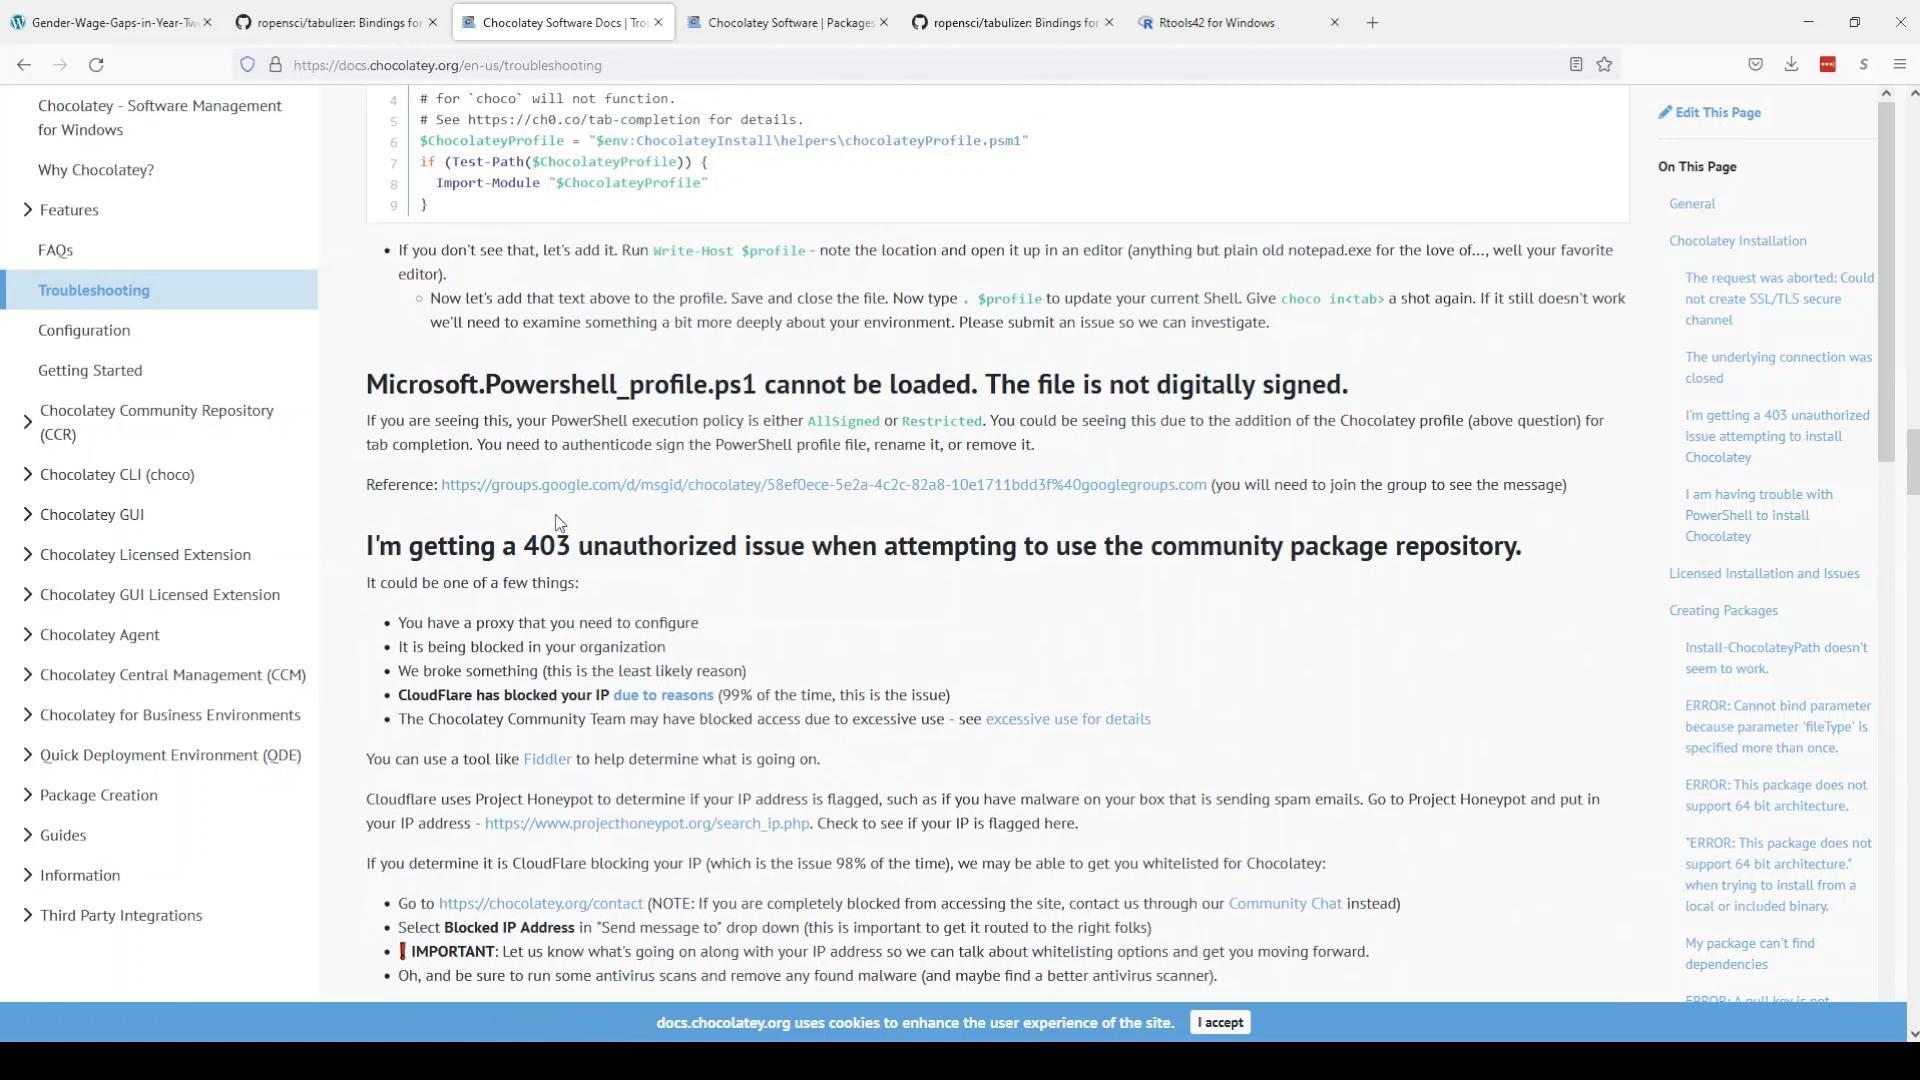 Gender-Wage-Gaps-in-Year-Tw
ropensci/tabulizer: Bindings for
Chocolatey Software Docs | Tro
Chocolatey Software | Packages
ropensci/tabulizer: Bindings for
Rtools42 for Windows
https://docs.chocolatey.org/en-us/troubleshooting
Chocolatey - Software Management
for Windows
Why Chocolatey?
Features
FAQs
Troubleshooting
Configuration
Getting Started
Chocolatey Community Repository
(CCR)
Chocolatey CLI (choco)
Chocolatey GUI
Chocolatey Licensed Extension
Chocolatey GUI Licensed Extension
Chocolatey Agent
Chocolatey Central Management (CCM)
Chocolatey for Business Environments
Quick Deployment Environment (QDE)
Package Creation
Guides
Information
Third Party Integrations
4 # for `choco` will not function.
5 # See https://ch0.co/tab-completion for details.
6 $ChocolateyProfile = "$env:ChocolateyInstall\helpers\chocolateyProfile.psm1"
7 if (Test-Path($ChocolateyProfile)) {
8 Import-Module "$ChocolateyProfile"
9 }
• If you don't see that, let's add it. Run Write-Host $profile - note the location and open it up in an editor (anything but plain old notepad.exe for the love of..., well your favorite
editor).
◦ Now let's add that text above to the profile. Save and close the file. Now type . $profile to update your current Shell. Give choco in<tab> a shot again. If it still doesn't work
we'll need to examine something a bit more deeply about your environment. Please submit an issue so we can investigate.
Microsoft.Powershell_profile.ps1 cannot be loaded. The file is not digitally signed.
If you are seeing this, your PowerShell execution policy is either AllSigned or Restricted. You could be seeing this due to the addition of the Chocolatey profile (above question) for
tab completion. You need to authenticode sign the PowerShell profile file, rename it, or remove it.
Reference: https://groups.google.com/d/msgid/chocolatey/58ef0ece-5e2a-4c2c-82a8-10e1711bdd3f%40googlegroups.com (you will need to join the group to see the message)
I'm getting a 403 unauthorized issue when attempting to use the community package repository.
It could be one of a few things:
• You have a proxy that you need to configure
• It is being blocked in your organization
• We broke something (this is the least likely reason)
• CloudFlare has blocked your IP due to reasons (99% of the time, this is the issue)
• The Chocolatey Community Team may have blocked access due to excessive use - see excessive use for details
You can use a tool like Fiddler to help determine what is going on.
Cloudflare uses Project Honeypot to determine if your IP address is flagged, such as if you have malware on your box that is sending spam emails. Go to Project Honeypot and put in
your IP address - https://www.projecthoneypot.org/search_ip.php. Check to see if your IP is flagged here.
If you determine it is CloudFlare blocking your IP (which is the issue 98% of the time), we may be able to get you whitelisted for Chocolatey:
• Go to https://chocolatey.org/contact (NOTE: If you are completely blocked from accessing the site, contact us through our Community Chat instead)
• Select Blocked IP Address in "Send message to" drop down (this is important to get it routed to the right folks)
• ❗ IMPORTANT: Let us know what's going on along with your IP address so we can talk about whitelisting options and get you moving forward.
• Oh, and be sure to run some antivirus scans and remove any found malware (and maybe find a better antivirus scanner).
Edit This Page
On This Page
General
Chocolatey Installation
The request was aborted: Could
not create SSL/TLS secure
channel
The underlying connection was
closed
I'm getting a 403 unauthorized
issue attempting to install
Chocolatey
I am having trouble with
PowerShell to install
Chocolatey
Licensed Installation and Issues
Creating Packages
Install-ChocolateyPath doesn't
seem to work.
ERROR: Cannot bind parameter
because parameter 'fileType' is
specified more than once.
ERROR: This package does not
support 64 bit architecture.
"ERROR: This package does not
support 64 bit architecture."
when trying to install from a
local or included binary.
My package can't find
dependencies
docs.chocolatey.org uses cookies to enhance the user experience of the site.
I accept